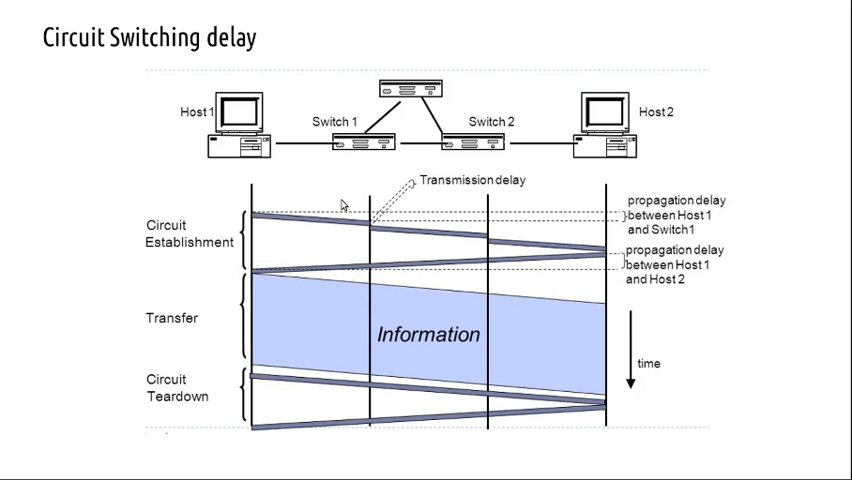 Circuit Switching delay
Host 1
Switch 1
Switch 2
Host 2
Transmission delay
propagation delay
between Host 1
and Switch1
Circuit
Establishment
propagation delay
between Host 1
and Host 2
Transfer
Information
time
Circuit
Teardown